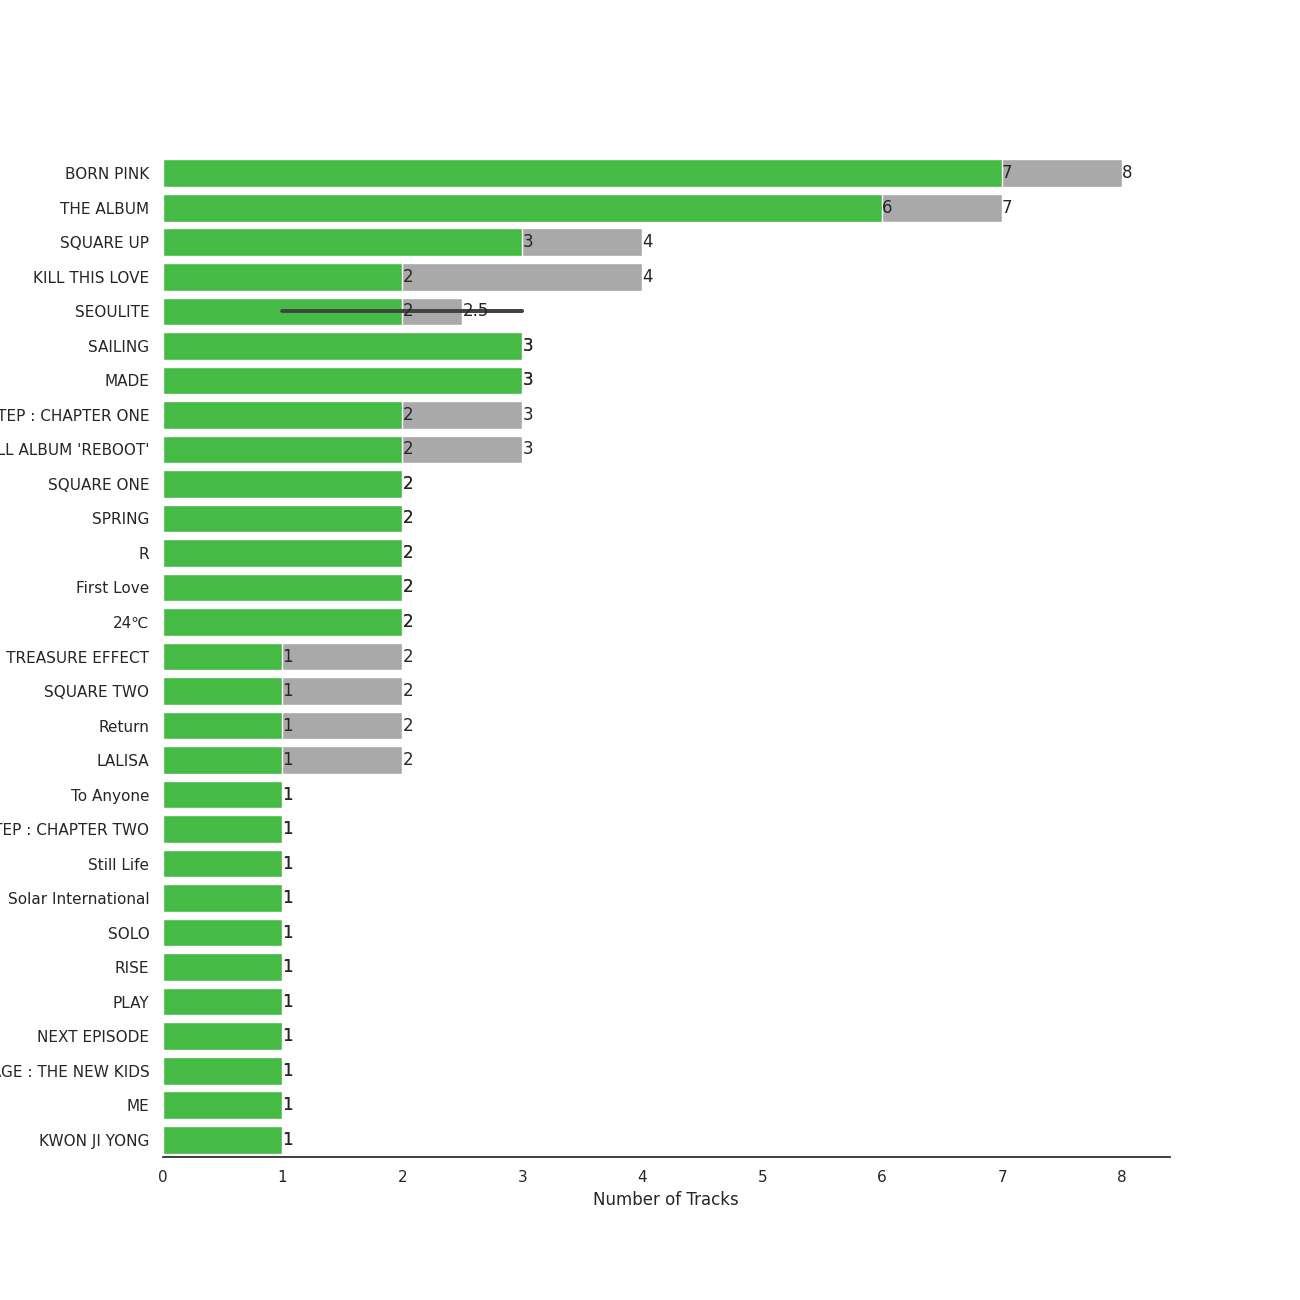 BORN PINK 7 8
THE ALBUM 6 7
SQUARE UP 3 4
KILL THIS LOVE 2 4
SEOULITE 2 2.5
SAILING 3
MADE 3
TEP : CHAPTER ONE 2 3
LL ALBUM 'REBOOT' 2 3
SQUARE ONE 2
SPRING 2
R 2
First Love 2
24℃ 2
TREASURE EFFECT 1 2
SQUARE TWO 1 2
Return 1 2
LALISA 1 2
To Anyone 1
TEP : CHAPTER TWO 1
Still Life 1
Solar International 1
SOLO 1
RISE 1
PLAY 1
NEXT EPISODE 1
GE : THE NEW KIDS 1
ME 1
KWON JI YONG 1
0 1 2 3 4 5 6 7 8
Number of Tracks